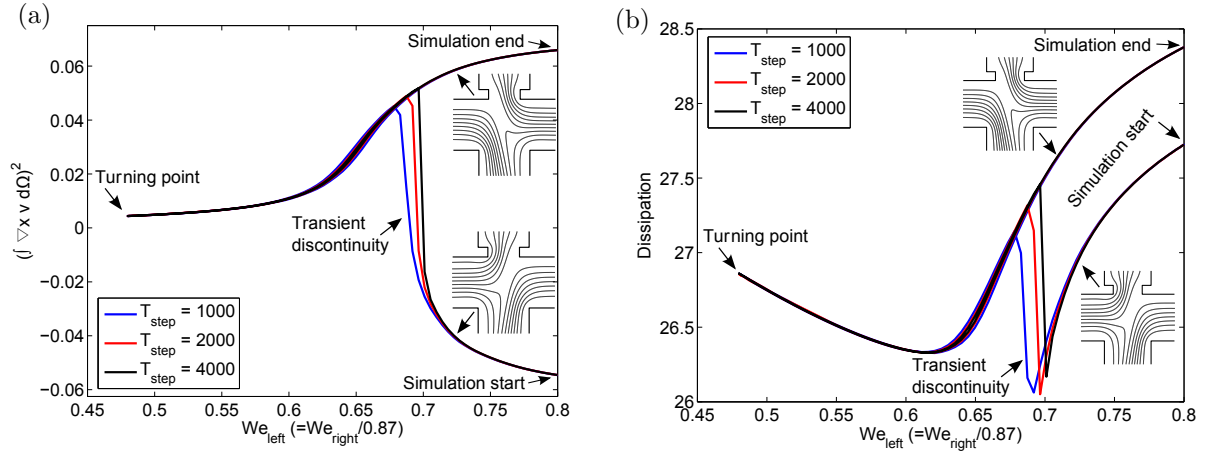 (a)
0.06
0.04
0.02
0
−0.02
−0.04
−0.06
(∫ ▽x v dΩ)²
Simulation end
Turning point
Transient
discontinuity
T_step = 1000
T_step = 2000
T_step = 4000
Simulation start
0.45 0.5 0.55 0.6 0.65 0.7 0.75 0.8
We_left (=We_right/0.87)
(b)
28.5
28
27.5
27
26.5
26
Dissipation
T_step = 1000
T_step = 2000
T_step = 4000
Simulation end
Simulation start
Turning point
Transient
discontinuity
0.45 0.5 0.55 0.6 0.65 0.7 0.75 0.8
We_left (=We_right/0.87)